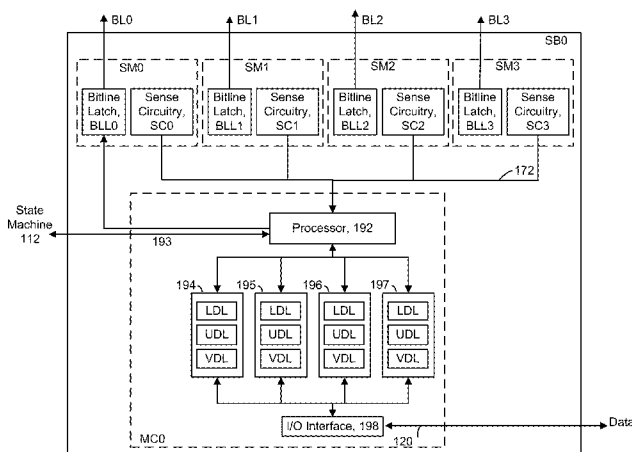 BL0 BL1 BL2 BL3
SB0
SM0 SM1 SM2 SM3
Bitline Latch, BLL0
Sense Circuitry, SC0
Bitline Latch, BLL1
Sense Circuitry, SC1
Bitline Latch, BLL2
Sense Circuitry, SC2
Bitline Latch, BLL3
Sense Circuitry, SC3
172
State Machine 112
193
Processor, 192
194 195 196 197
LDL LDL LDL LDL
UDL UDL UDL UDL
VDL VDL VDL VDL
I/O Interface, 198
Data
120
MC0